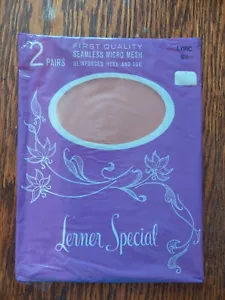 2 PAIRS
FIRST QUALITY
SEAMLESS MICRO MESH
REINFORCED HEEL AND TOE
Lerner Special